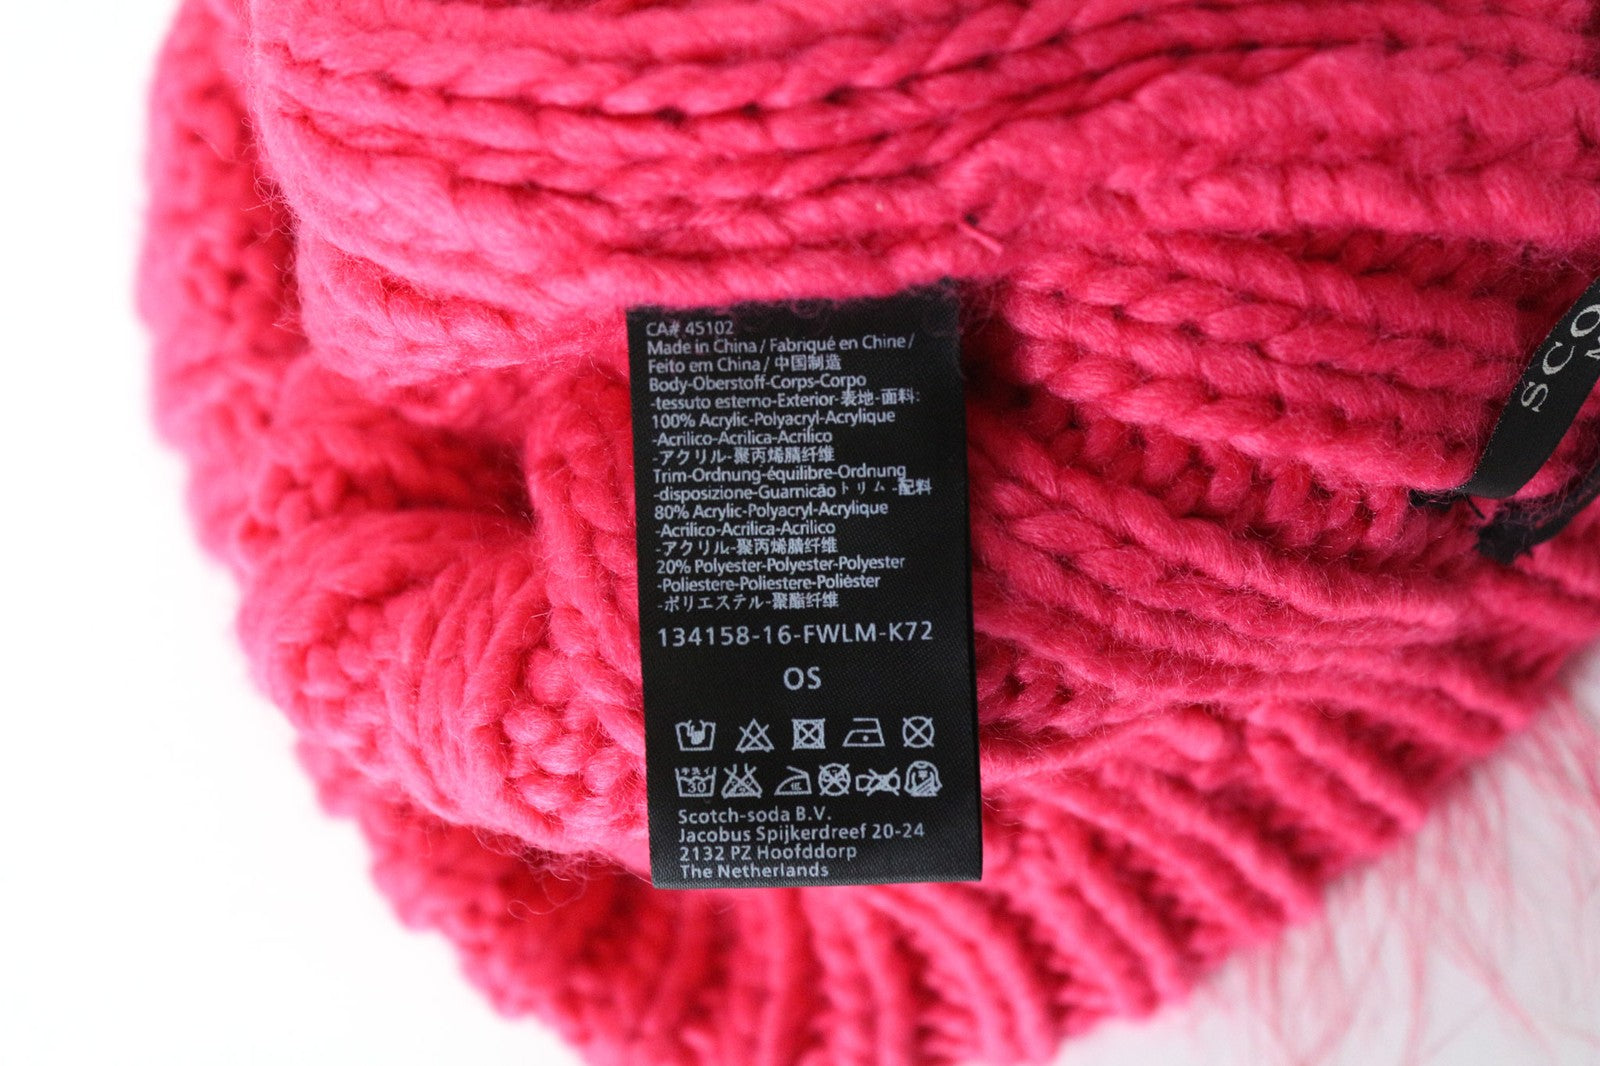 CA# 45102
Made in China / Fabriqué en Chine /
Feito em China / 中国制造
Body-Oberstoff-Corps-Corpo
-tessuto esterno-Exterior-表地-面料:
100% Acrylic-Polyacryl-Acrylique
-Acrilico-Acrilica-Acrilico
-アクリル-聚丙烯腈纤维
Trim-Ordnung-équilibre-Ordnung
-disposizione-Guarnicão トリム -配料
80% Acrylic-Polyacryl-Acrylique
-Acrilico-Acrilica-Acrilico
-アクリル-聚丙烯腈纤维
20% Polyester-Polyester-Polyester
-Poliestere-Poliestere-Polièster
-ポリエステル-聚酯纤维
134158-16-FWLM-K72
OS
30
Scotch-soda B.V.
Jacobus Spijkerdreef 20-24
2132 PZ Hoofddorp
The Netherlands
SCO